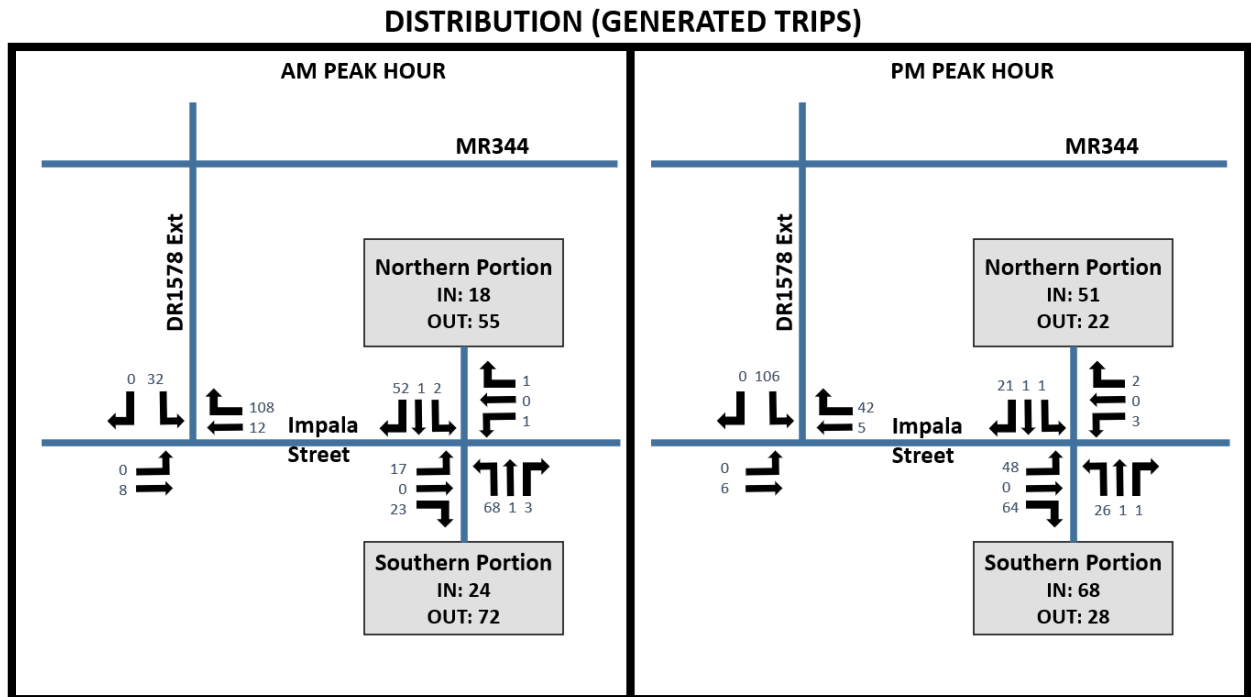 DISTRIBUTION (GENERATED TRIPS)
AM PEAK HOUR
MR344
DR1578 Ext
Northern Portion
IN: 18
OUT: 55
0 32
108
12
Impala
Street
52 1 2
1
0
1
0
8
17
0
23
68 1 3
Southern Portion
IN: 24
OUT: 72
PM PEAK HOUR
MR344
DR1578 Ext
Northern Portion
IN: 51
OUT: 22
0 106
42
5
Impala
Street
21 1 1
2
0
3
0
6
48
0
64
26 1 1
Southern Portion
IN: 68
OUT: 28